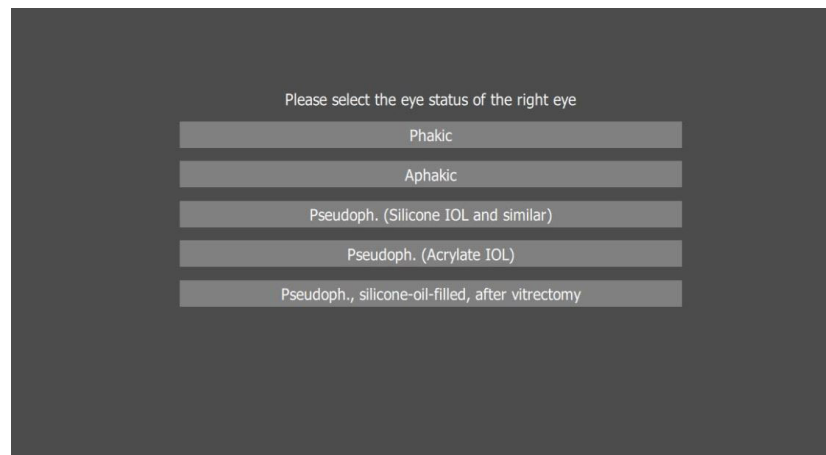 Please select the eye status of the right eye
Phakic
Aphakic
Pseudoph. (Silicone IOL and similar)
Pseudoph. (Acrylate IOL)
Pseudoph., silicone-oil-filled, after vitrectomy